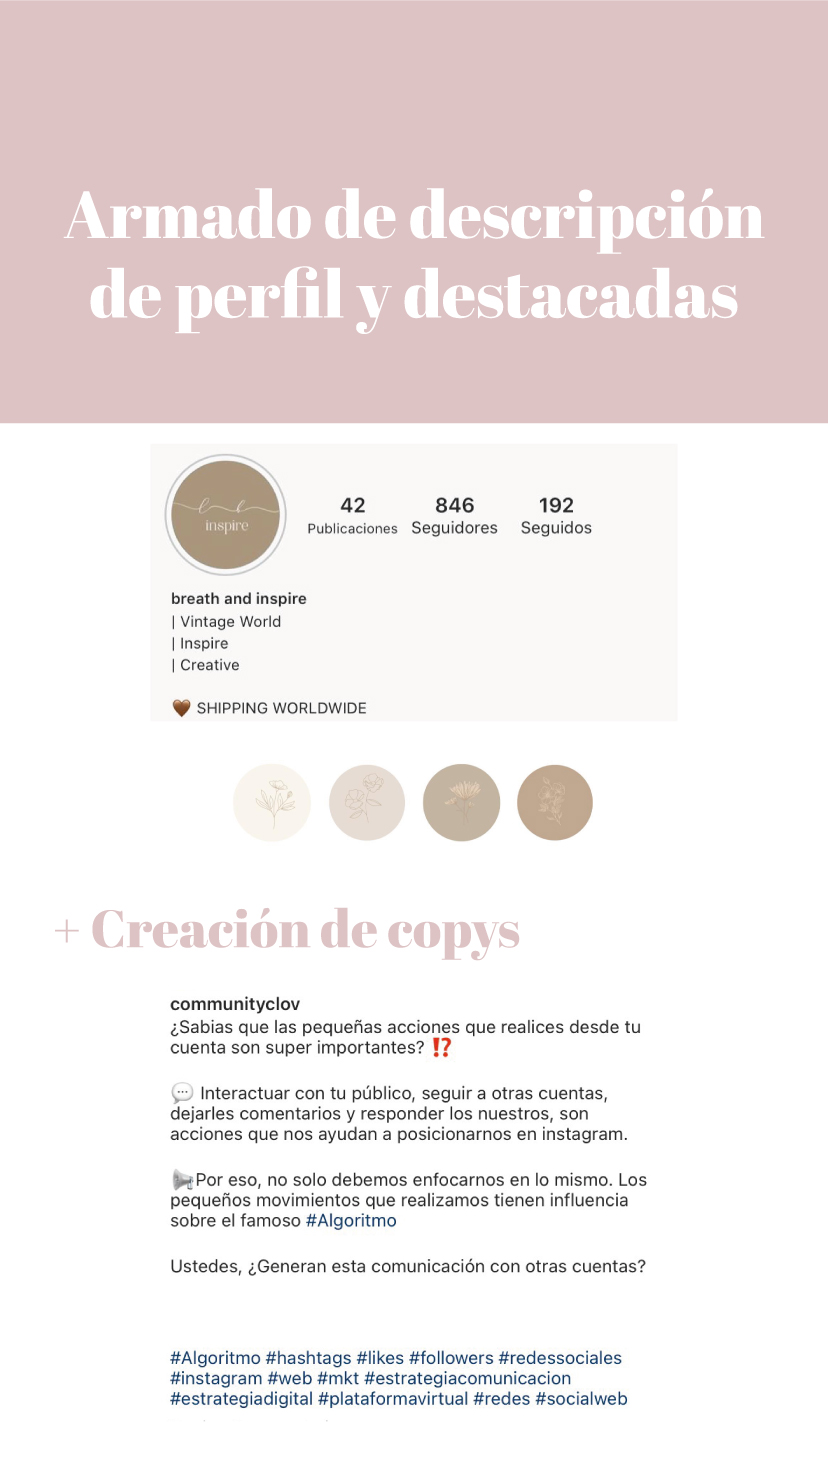 Armado de descripción
de perfil y destacadas
inspire
42
846
192
Publicaciones
Seguidores
Seguidos
breath and inspire
| Vintage World
| Inspire
| Creative
🤎 SHIPPING WORLDWIDE
+ Creación de copys
communityclov
¿Sabias que las pequeñas acciones que realices desde tu
cuenta son super importantes? ⁉️
💬 Interactuar con tu público, seguir a otras cuentas,
dejarles comentarios y responder los nuestros, son
acciones que nos ayudan a posicionarnos en instagram.
📢Por eso, no solo debemos enfocarnos en lo mismo. Los
pequeños movimientos que realizamos tienen influencia
sobre el famoso #Algoritmo
Ustedes, ¿Generan esta comunicación con otras cuentas?
#Algoritmo #hashtags #likes #followers #redessociales
#instagram #web #mkt #estrategiacomunicacion
#estrategiadigital #plataformavirtual #redes #socialweb